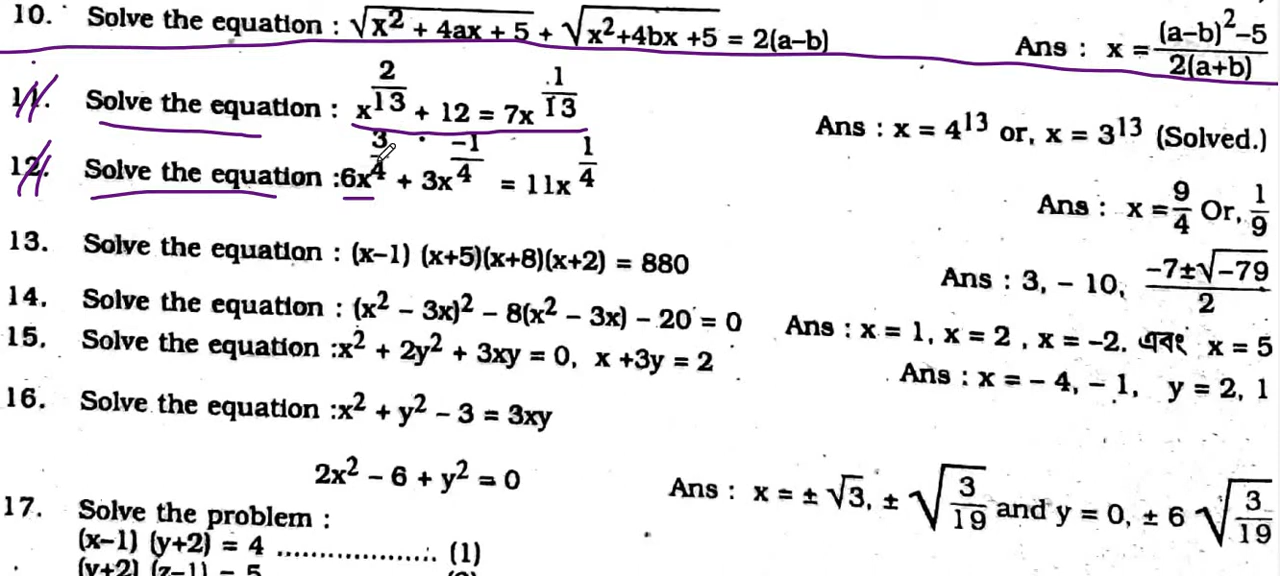 10. Solve the equation : √(x² + 4ax + 5) + √(x²+4bx +5) = 2(a–b) Ans : x = ((a–b)²–5)/(2(a+b))
11. Solve the equation : x^(2/13) + 12 = 7x^(1/13) Ans : x = 4¹³ or, x = 3¹³ (Solved.)
12. Solve the equation :6x^(3/4) + 3x^(–1/4) = 11x^(1/4) Ans : x = 9/4 Or, 1/9
13. Solve the equation : (x–1) (x+5)(x+8)(x+2) = 880 Ans : 3, – 10, (–7±√–79)/2
14. Solve the equation : (x² – 3x)² – 8(x² – 3x) – 20 = 0 Ans : x = 1, x = 2 , x = –2. এবং x = 5
15. Solve the equation :x² + 2y² + 3xy = 0, x +3y = 2 Ans : x = – 4, – 1, y = 2, 1
16. Solve the equation :x² + y² – 3 = 3xy
2x² – 6 + y² = 0 Ans : x = ± √3, ± √(3/19) and y = 0, ± 6 √(3/19)
17. Solve the problem :
(x–1) (y+2) = 4 ..................... (1)
(y+2) (z–1) = 5